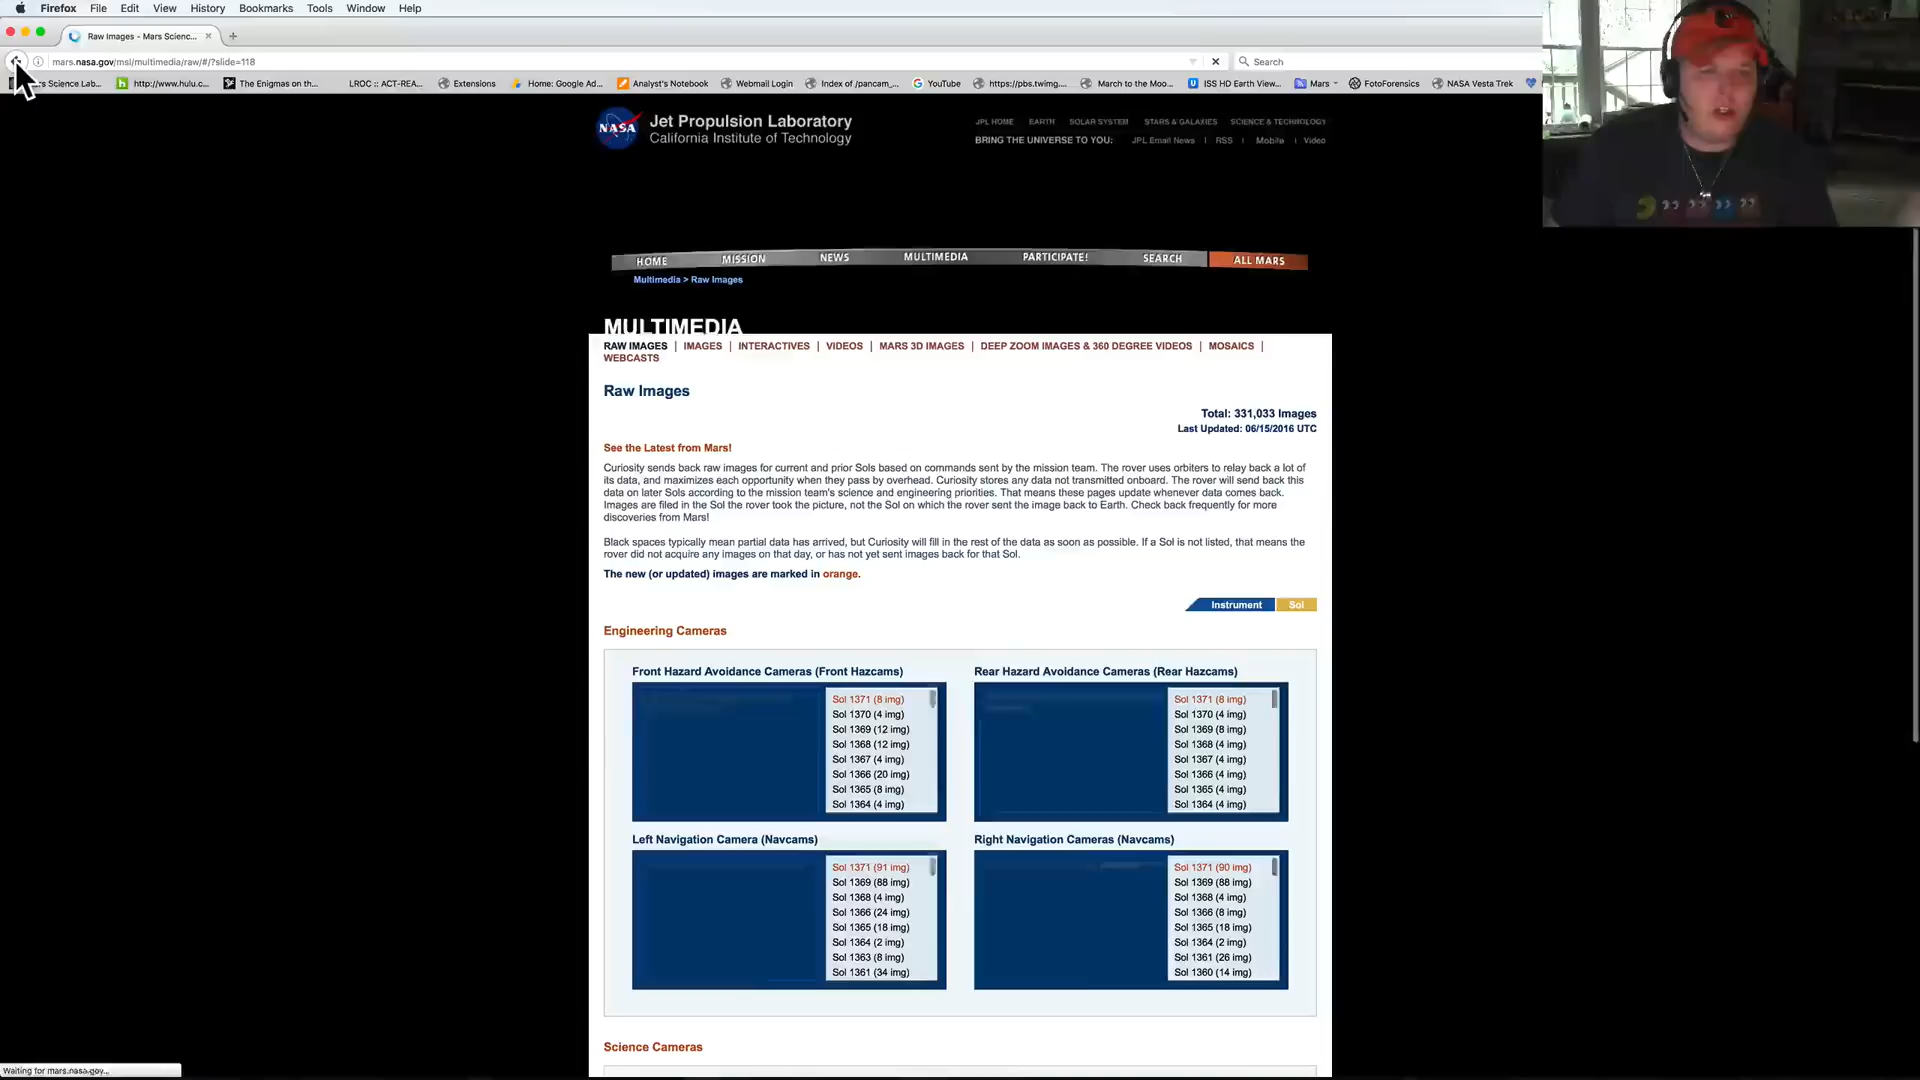 Firefox File Edit View History Bookmarks Tools Window Help
Raw Images - Mars Scienc...
mars.nasa.gov/msl/multimedia/raw/#/?slide=118
Search
Science Lab... http://www.hulu.c... The Enigmas on th... LROC :: ACT-REA... Extensions Home: Google Ad... Analyst's Notebook Webmail Login Index of /pancam_... YouTube https://pbs.twimg.... March to the Moo... ISS HD Earth View... Mars FotoForensics NASA Vesta Trek
NASA
Jet Propulsion Laboratory
California Institute of Technology
JPL HOME EARTH SOLAR SYSTEM STARS & GALAXIES SCIENCE & TECHNOLOGY
BRING THE UNIVERSE TO YOU: JPL Email News | RSS | Mobile | Video
HOME MISSION NEWS MULTIMEDIA PARTICIPATE! SEARCH ALL MARS
Multimedia > Raw Images
MULTIMEDIA
RAW IMAGES | IMAGES | INTERACTIVES | VIDEOS | MARS 3D IMAGES | DEEP ZOOM IMAGES & 360 DEGREE VIDEOS | MOSAICS |
WEBCASTS
Raw Images
Total: 331,033 Images
Last Updated: 06/15/2016 UTC
See the Latest from Mars!
Curiosity sends back raw images for current and prior Sols based on commands sent by the mission team. The rover uses orbiters to relay back a lot of
its data, and maximizes each opportunity when they pass by overhead. Curiosity stores any data not transmitted onboard. The rover will send back this
data on later Sols according to the mission team's science and engineering priorities. That means these pages update whenever data comes back.
Images are filed in the Sol the rover took the picture, not the Sol on which the rover sent the image back to Earth. Check back frequently for more
discoveries from Mars!
Black spaces typically mean partial data has arrived, but Curiosity will fill in the rest of the data as soon as possible. If a Sol is not listed, that means the
rover did not acquire any images on that day, or has not yet sent images back for that Sol.
The new (or updated) images are marked in orange.
Instrument Sol
Engineering Cameras
Front Hazard Avoidance Cameras (Front Hazcams)
Sol 1371 (8 img)
Sol 1370 (4 img)
Sol 1369 (12 img)
Sol 1368 (12 img)
Sol 1367 (4 img)
Sol 1366 (20 img)
Sol 1365 (8 img)
Sol 1364 (4 img)
Rear Hazard Avoidance Cameras (Rear Hazcams)
Sol 1371 (8 img)
Sol 1370 (4 img)
Sol 1369 (8 img)
Sol 1368 (4 img)
Sol 1367 (4 img)
Sol 1366 (4 img)
Sol 1365 (4 img)
Sol 1364 (4 img)
Left Navigation Camera (Navcams)
Sol 1371 (91 img)
Sol 1369 (88 img)
Sol 1368 (4 img)
Sol 1366 (24 img)
Sol 1365 (18 img)
Sol 1364 (2 img)
Sol 1363 (8 img)
Sol 1361 (34 img)
Right Navigation Cameras (Navcams)
Sol 1371 (90 img)
Sol 1369 (88 img)
Sol 1368 (4 img)
Sol 1366 (8 img)
Sol 1365 (18 img)
Sol 1364 (2 img)
Sol 1361 (26 img)
Sol 1360 (14 img)
Science Cameras
Waiting for mars.nasa.gov...